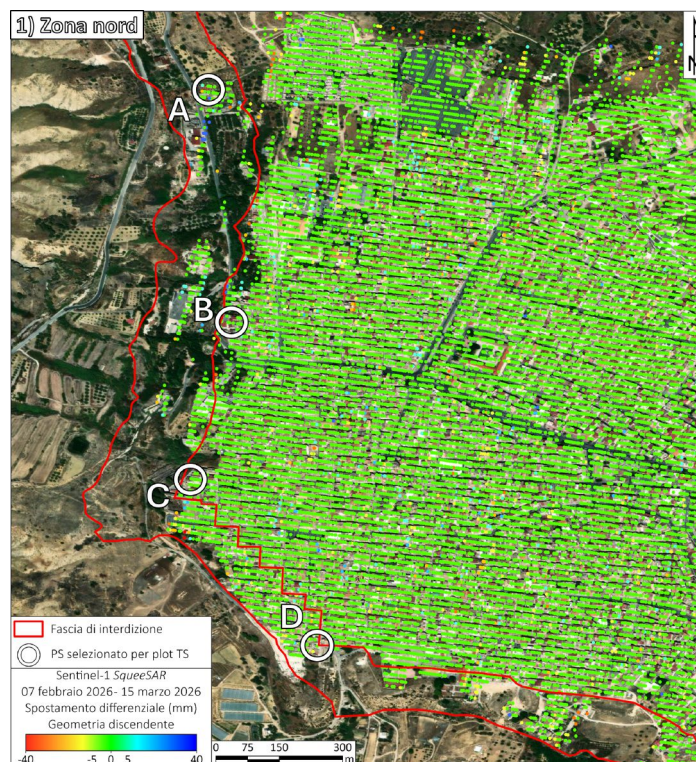 1) Zona nord
N
A
B
C
D
Fascia di interdizione
PS selezionato per plot TS
Sentinel-1 SqueeSAR
07 febbraio 2026- 15 marzo 2026
Spostamento differenziale (mm)
Geometria discendente
-40 -5 0 5 40
0 75 150 300
m